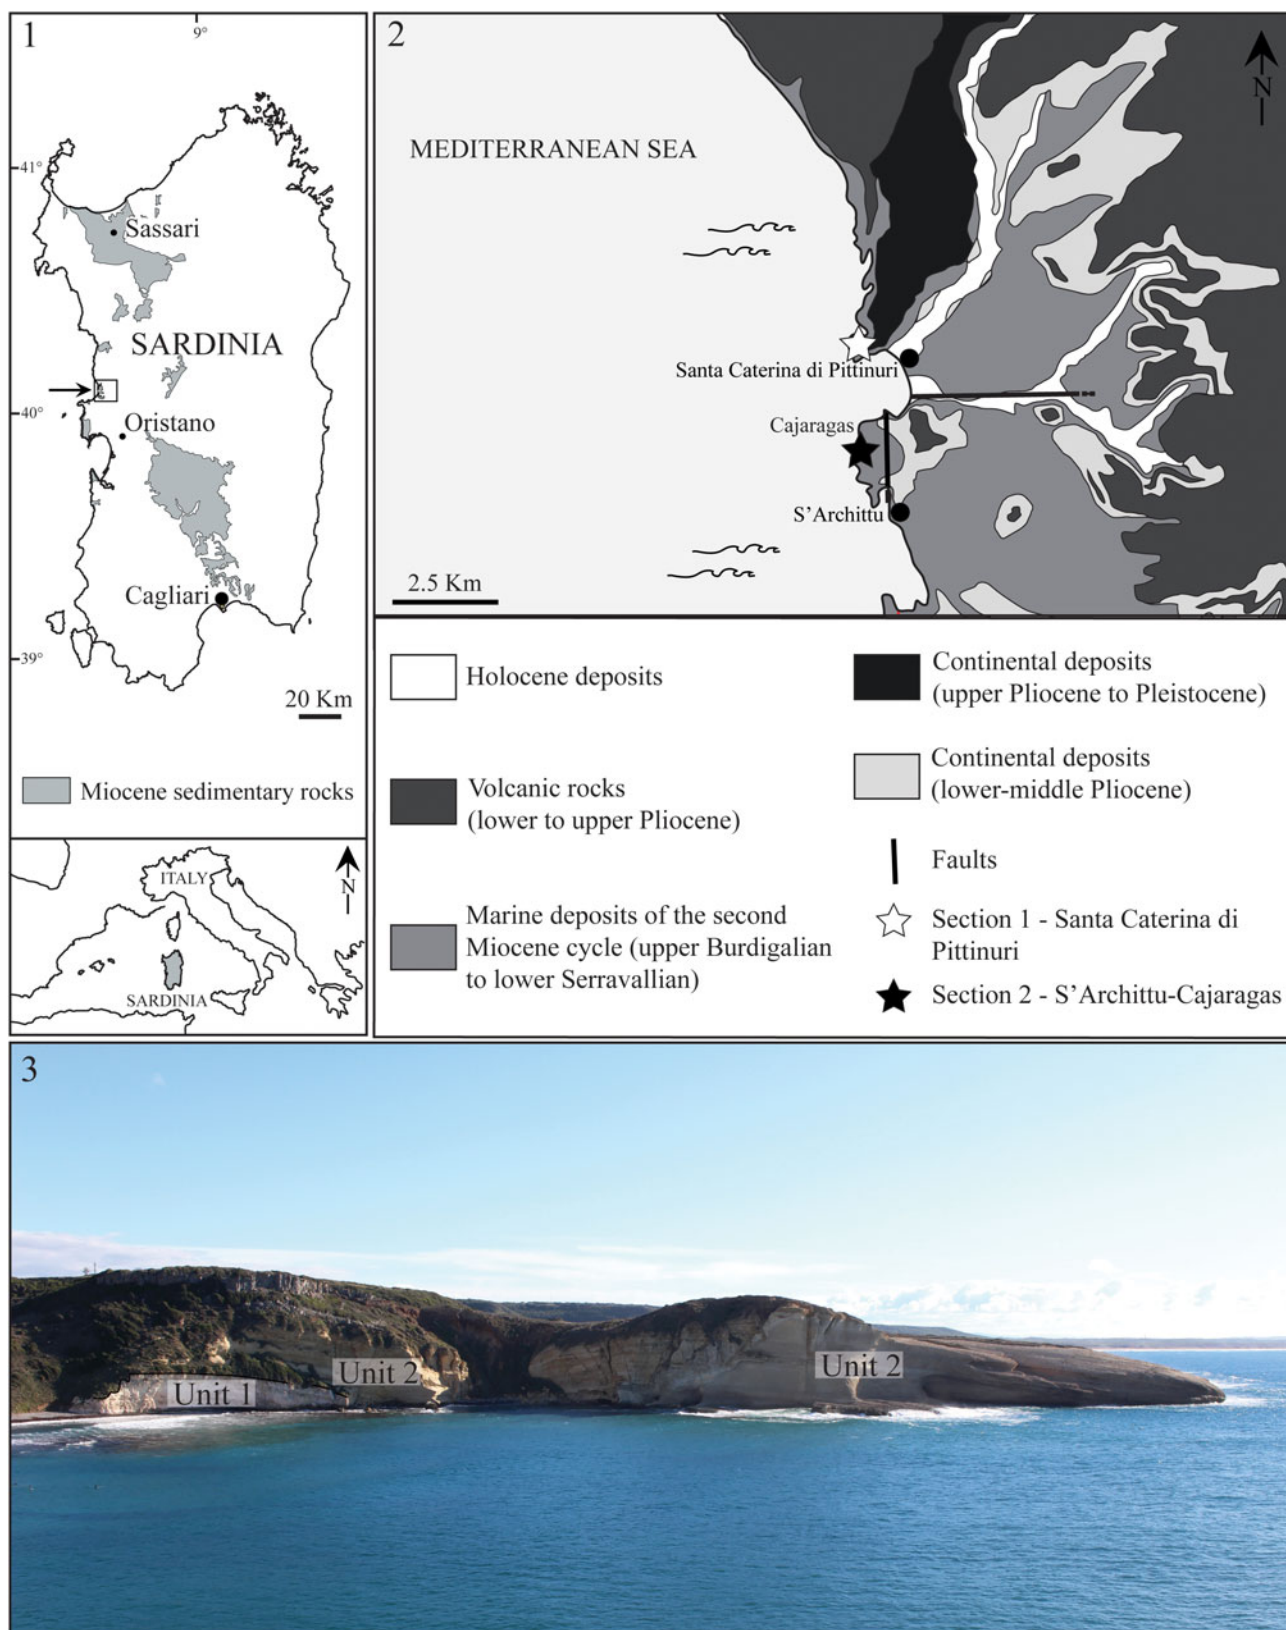 1
9°
41°
Sassari
SARDINIA
40°
Oristano
Cagliari
39°
20 Km
Miocene sedimentary rocks
ITALY
N
SARDINIA
2
N
MEDITERRANEAN SEA
Santa Caterina di Pittinuri
Cajaragas
S’Archittu
2.5 Km
Holocene deposits
Volcanic rocks
(lower to upper Pliocene)
Marine deposits of the second
Miocene cycle (upper Burdigalian
to lower Serravallian)
Continental deposits
(upper Pliocene to Pleistocene)
Continental deposits
(lower-middle Pliocene)
Faults
Section 1 - Santa Caterina di
Pittinuri
Section 2 - S’Archittu-Cajaragas
3
Unit 1
Unit 2
Unit 2